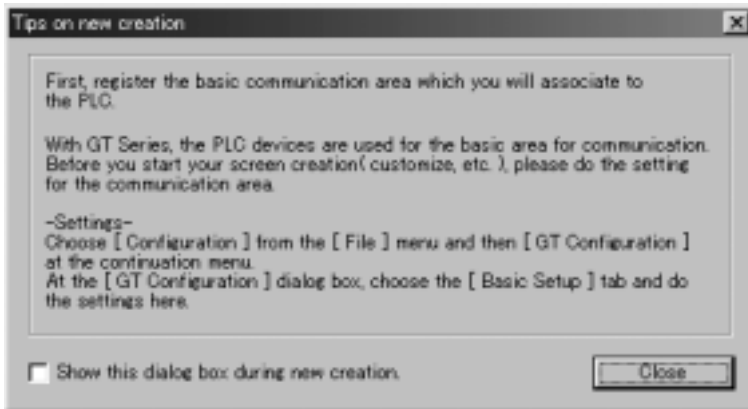 Tips on new creation
First, register the basic communication area which you will associate to
the PLC.
With GT Series, the PLC devices are used for the basic area for communication.
Before you start your screen creation( customize, etc. ), please do the setting
for the communication area.
-Settings-
Choose [ Configuration ] from the [ File ] menu and then [ GT Configuration ]
at the continuation menu.
At the [ GT Configuration ] dialog box, choose the [ Basic Setup ] tab and do
the settings here.
Show this dialog box during new creation.
Close